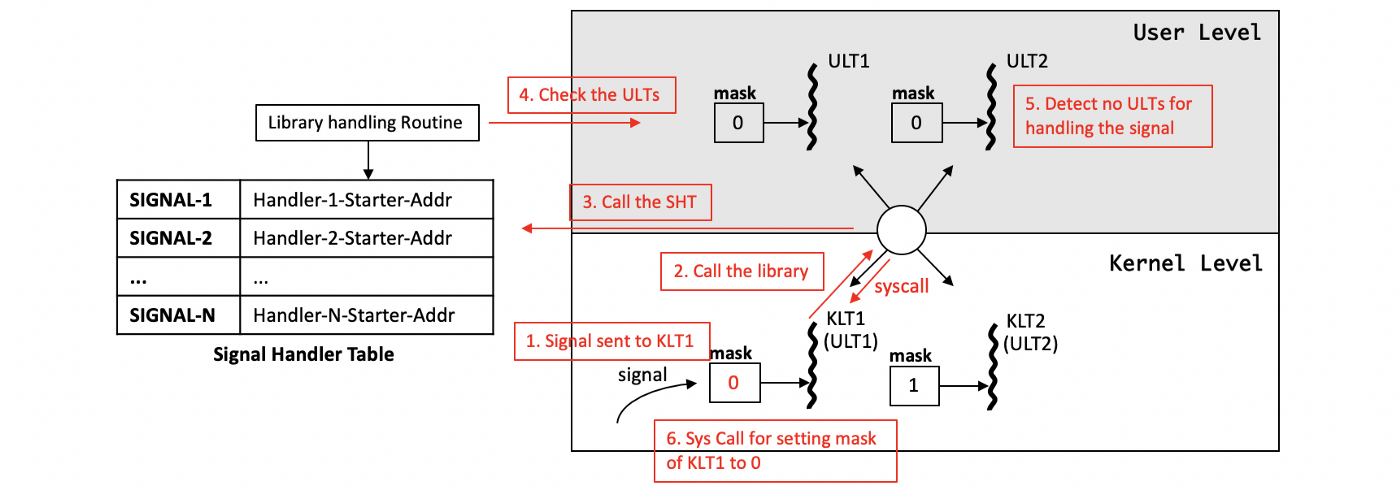 User Level
ULT1
ULT2
4. Check the ULTs
mask
0
mask
0
5. Detect no ULTs for
handling the signal
Library handling Routine
SIGNAL-1 Handler-1-Starter-Addr
SIGNAL-2 Handler-2-Starter-Addr
... ...
SIGNAL-N Handler-N-Starter-Addr
Signal Handler Table
3. Call the SHT
Kernel Level
2. Call the library
syscall
1. Signal sent to KLT1
KLT1
(ULT1)
KLT2
(ULT2)
signal
mask
0
mask
1
6. Sys Call for setting mask
of KLT1 to 0